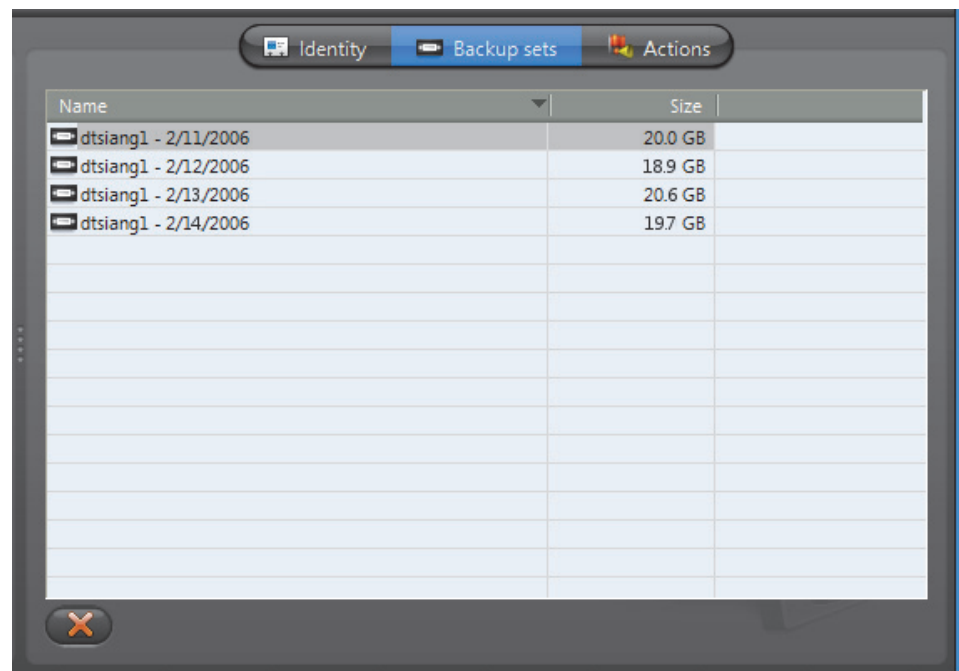 Identity Backup sets Actions
Name Size
dtsiang1 - 2/11/2006 20.0 GB
dtsiang1 - 2/12/2006 18.9 GB
dtsiang1 - 2/13/2006 20.6 GB
dtsiang1 - 2/14/2006 19.7 GB